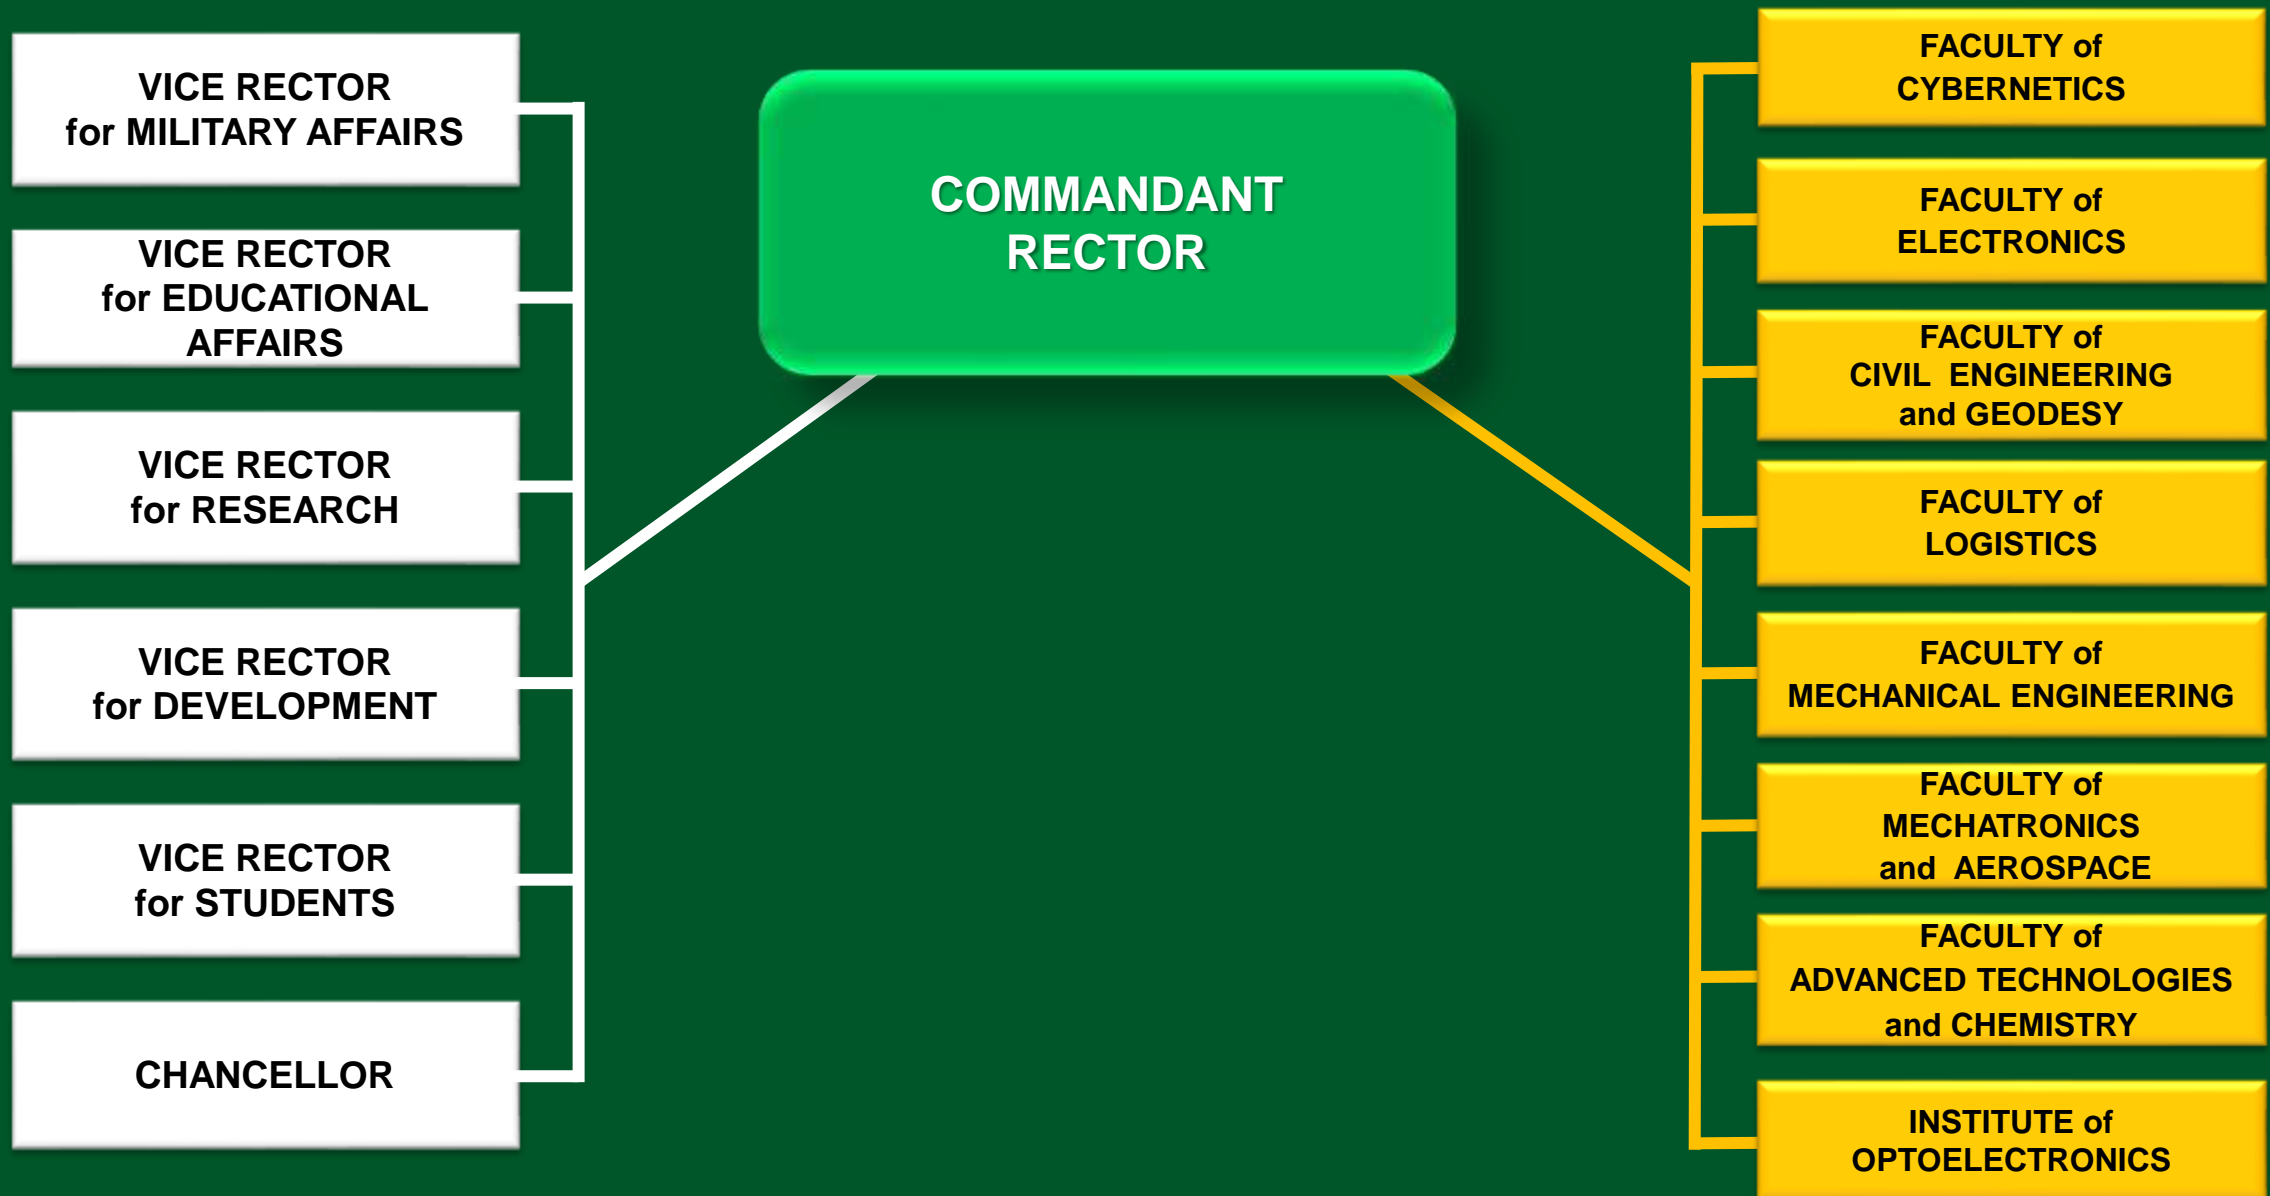 VICE RECTOR
for MILITARY AFFAIRS
VICE RECTOR
for EDUCATIONAL
AFFAIRS
VICE RECTOR
for RESEARCH
VICE RECTOR
for DEVELOPMENT
VICE RECTOR
for STUDENTS
CHANCELLOR
COMMANDANT
RECTOR
FACULTY of
CYBERNETICS
FACULTY of
ELECTRONICS
FACULTY of
CIVIL ENGINEERING
and GEODESY
FACULTY of
LOGISTICS
FACULTY of
MECHANICAL ENGINEERING
FACULTY of
MECHATRONICS
and AEROSPACE
FACULTY of
ADVANCED TECHNOLOGIES
and CHEMISTRY
INSTITUTE of
OPTOELECTRONICS